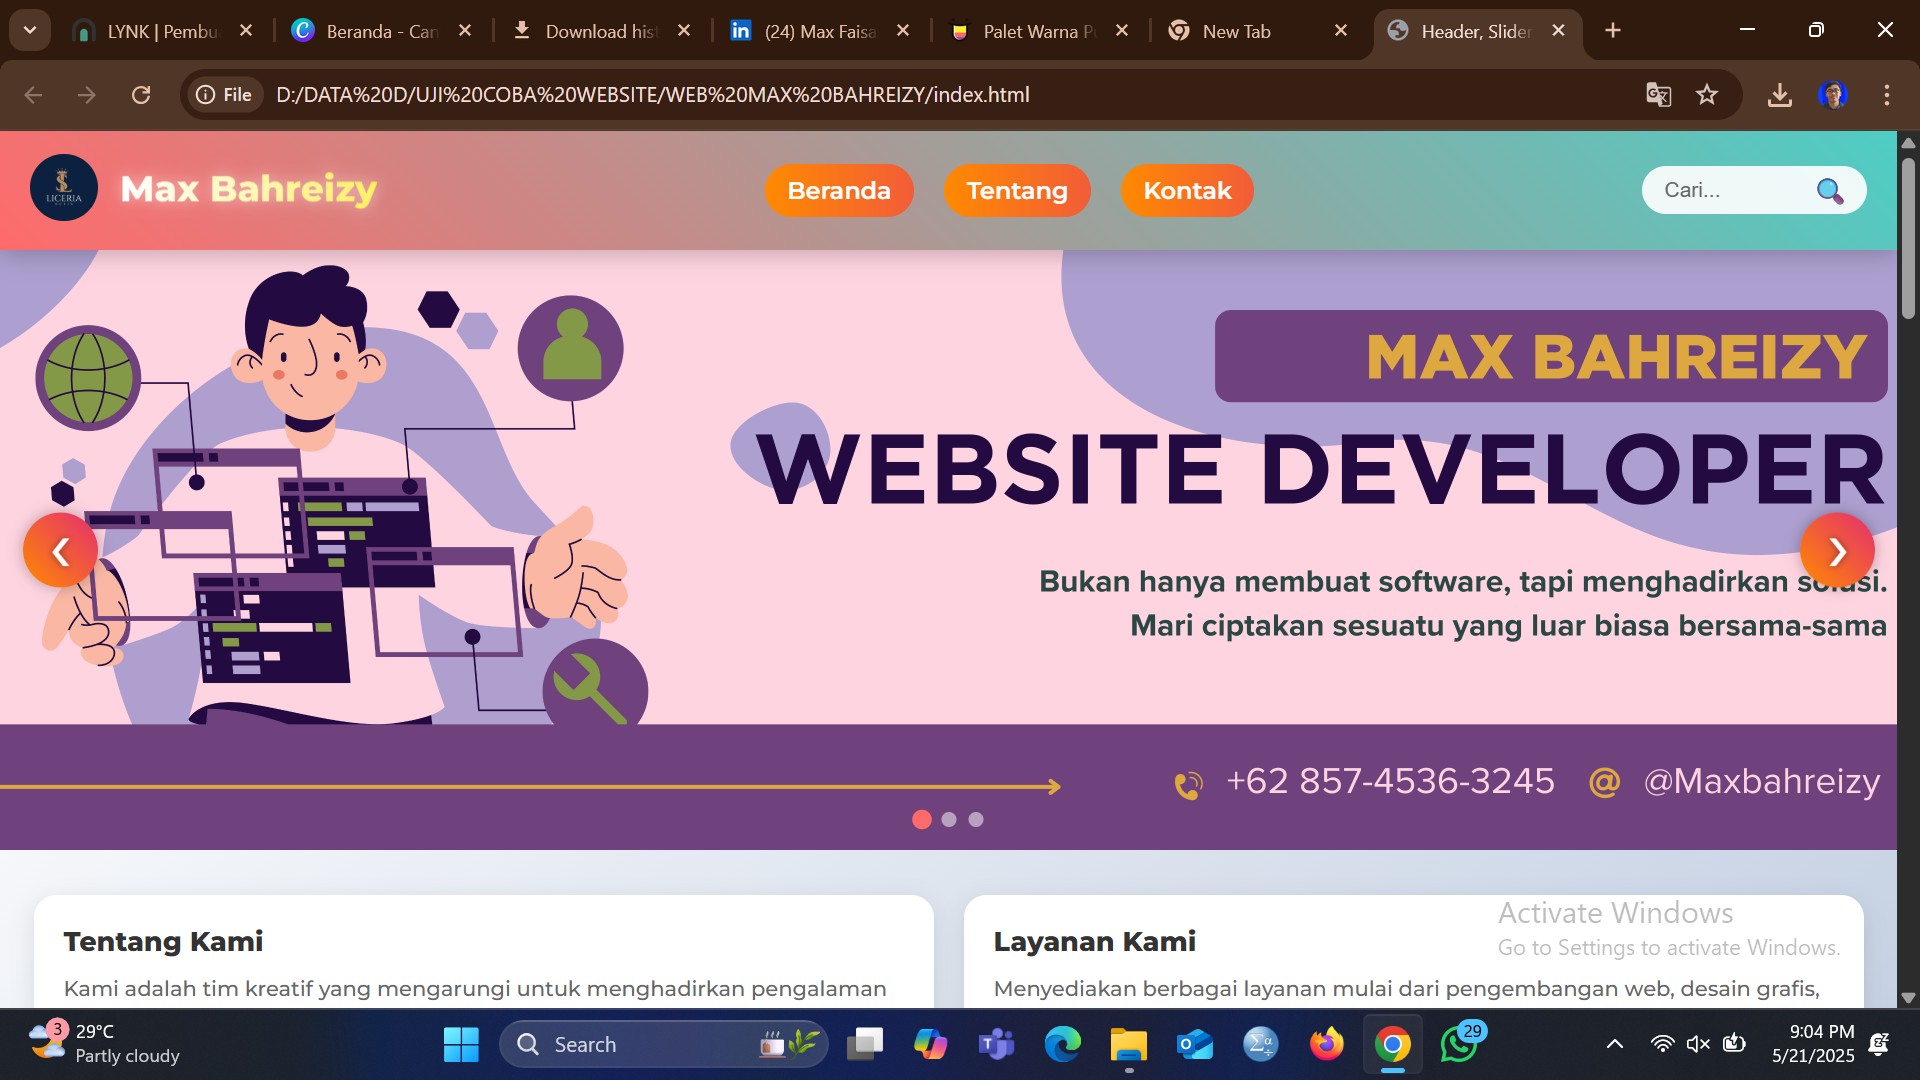 LYNK | Pembu
Beranda - Can
Download hist
(24) Max Faisa
Palet Warna P
New Tab
Header, Slider
File
D:/DATA%20D/UJI%20COBA%20WEBSITE/WEB%20MAX%20BAHREIZY/index.html
LICERIA
Max Bahreizy
Beranda
Tentang
Kontak
Cari...
MAX BAHREIZY
WEBSITE DEVELOPER
Bukan hanya membuat software, tapi menghadirkan solusi.
Mari ciptakan sesuatu yang luar biasa bersama-sama
+62 857-4536-3245
@Maxbahreizy
Tentang Kami
Kami adalah tim kreatif yang mengarungi untuk menghadirkan pengalaman
Layanan Kami
Menyediakan berbagai layanan mulai dari pengembangan web, desain grafis,
Activate Windows
Go to Settings to activate Windows.
3
29°C
Partly cloudy
Search
29
9:04 PM
5/21/2025